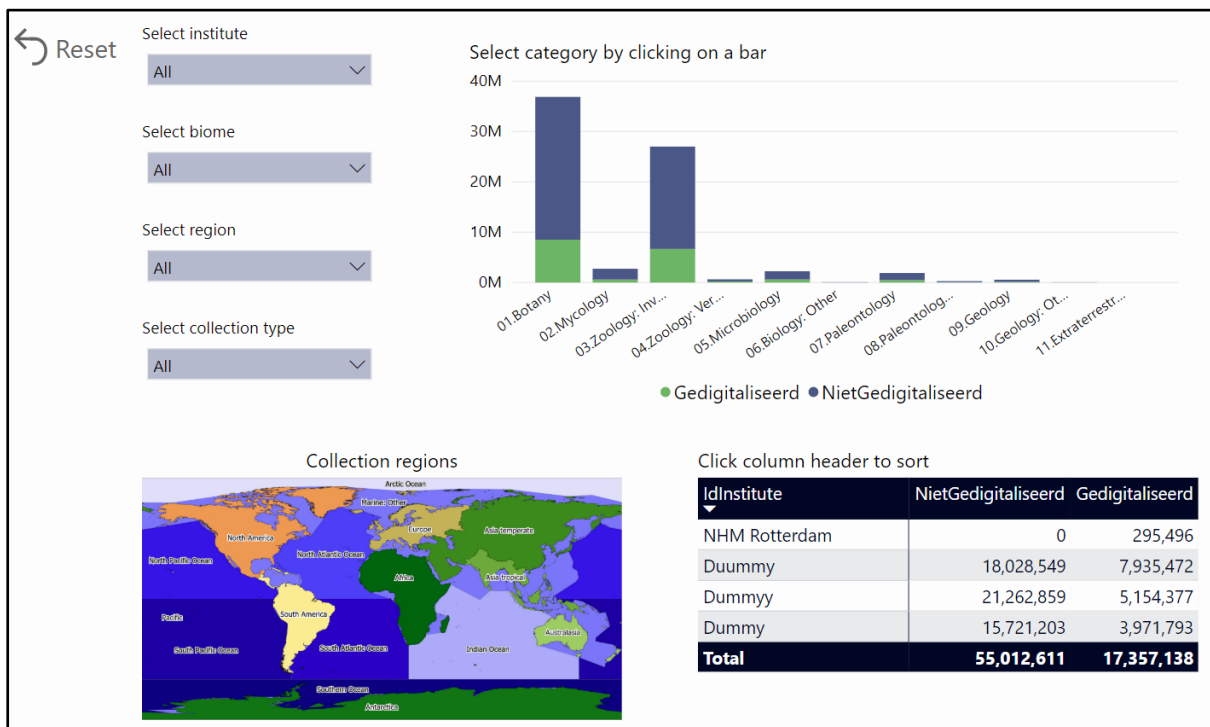 Reset
Select institute
All
Select biome
All
Select region
All
Select collection type
All
Select category by clicking on a bar
40M
30M
20M
10M
0M
01.Botany
02.Mycology
03.Zoology: Inv...
04.Zoology: Ver...
05.Microbiology
06.Biology: Other
07.Paleontology
08.Paleontolog...
09.Geology
10.Geology: Ot...
11.Extraterrestr...
Gedigitaliseerd NietGedigitaliseerd
Collection regions
Arctic Ocean
Marine: Other
Europe
Asia temperate
North America
North Atlantic Ocean
North Pacific Ocean
Africa
Asia tropical
South America
Pacific
Australasia
South Pacific Ocean
South Atlantic Ocean
Indian Ocean
Southern Ocean
Antarctica
Click column header to sort
IdInstitute NietGedigitaliseerd Gedigitaliseerd
NHM Rotterdam 0 295,496
Duummy 18,028,549 7,935,472
Dummyy 21,262,859 5,154,377
Dummy 15,721,203 3,971,793
Total 55,012,611 17,357,138